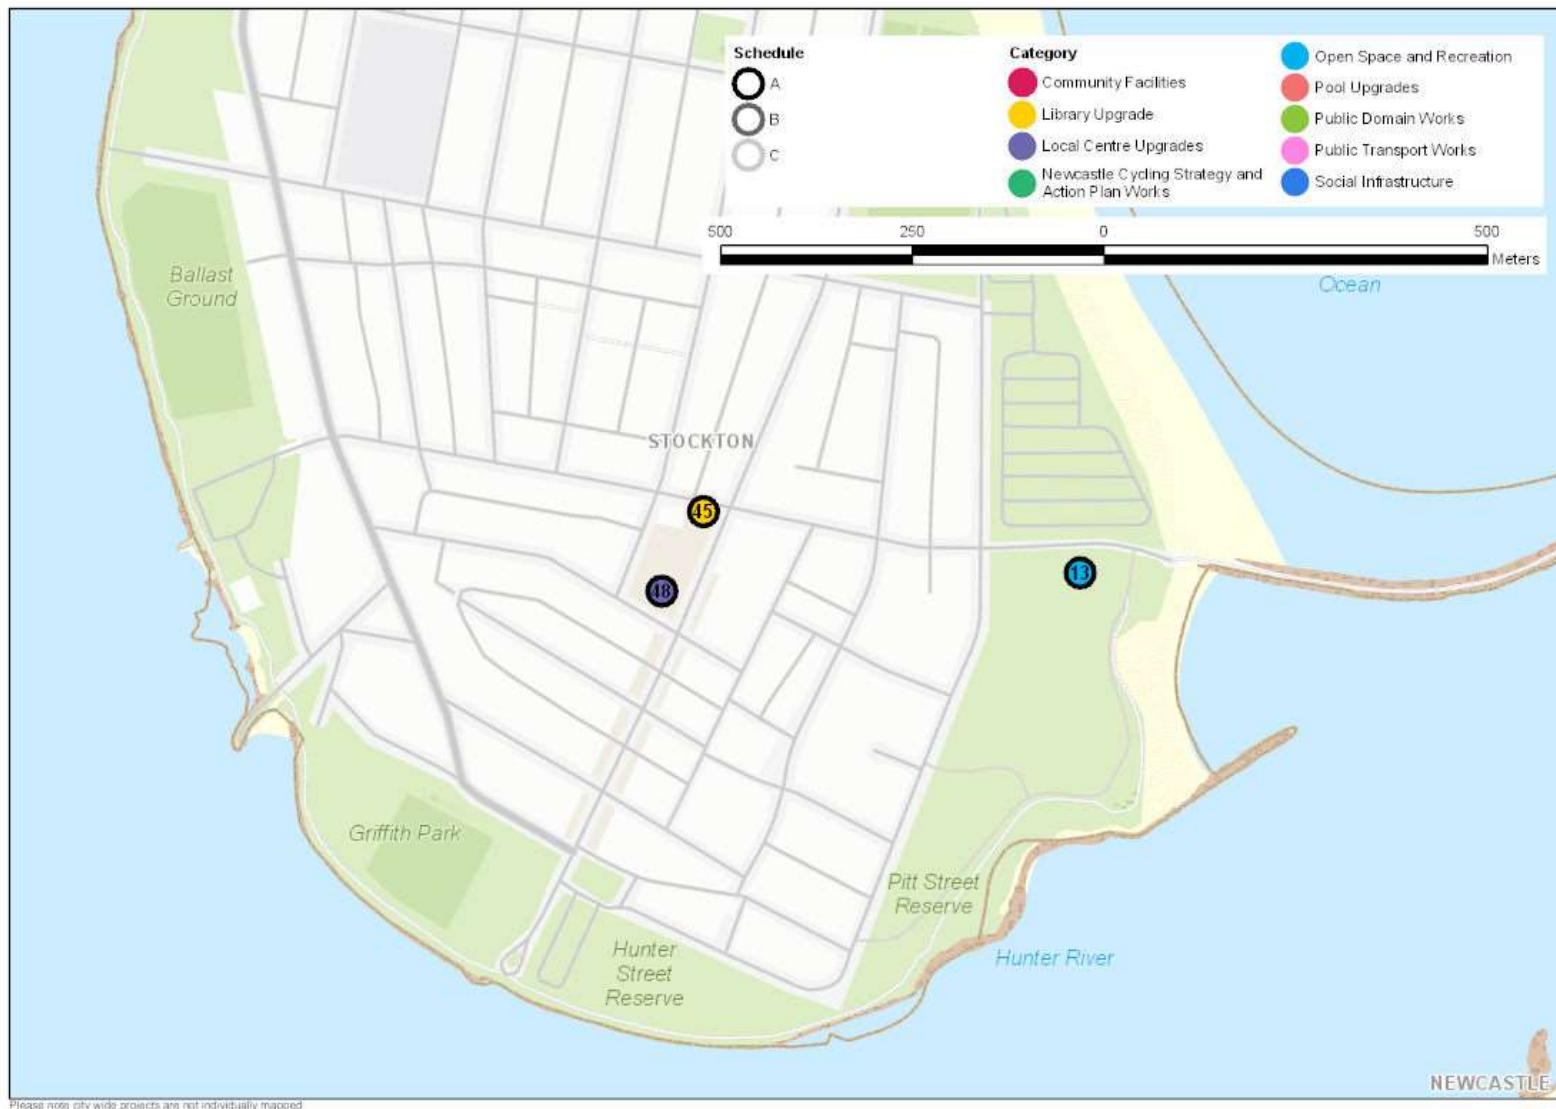 Schedule
A
B
C
Category
Community Facilities
Library Upgrade
Local Centre Upgrades
Newcastle Cycling Strategy and
Action Plan Works
Open Space and Recreation
Pool Upgrades
Public Domain Works
Public Transport Works
Social Infrastructure
500 250 0 500
Meters
Ocean
Ballast
Ground
STOCKTON
45
13
48
Griffith Park
Pitt Street
Reserve
Hunter
Street
Reserve
Hunter River
NEWCASTLE
Please note city wide projects are not individually mapped